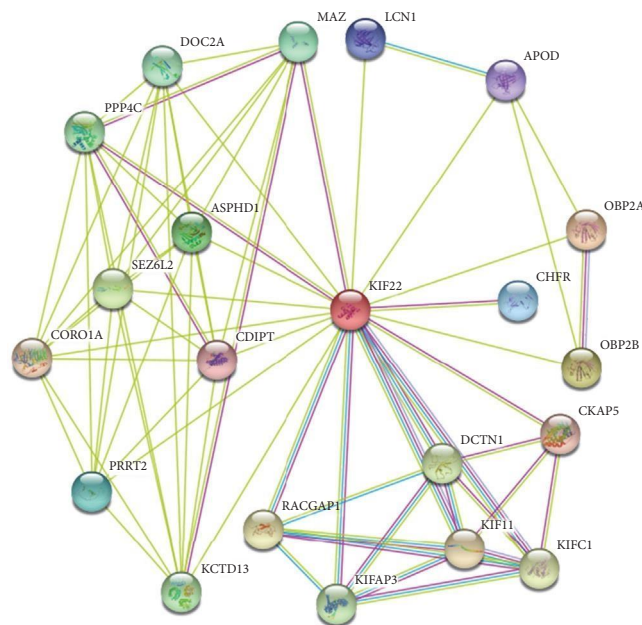 MAZ
LCN1
DOC2A
APOD
PPP4C
ASPHD1
OBP2A
SEZ6L2
KIF22
CHFR
CORO1A
CDIPT
OBP2B
CKAP5
DCTN1
PRRT2
RACGAP1
KIF11
KIFC1
KCTD13
KIFAP3